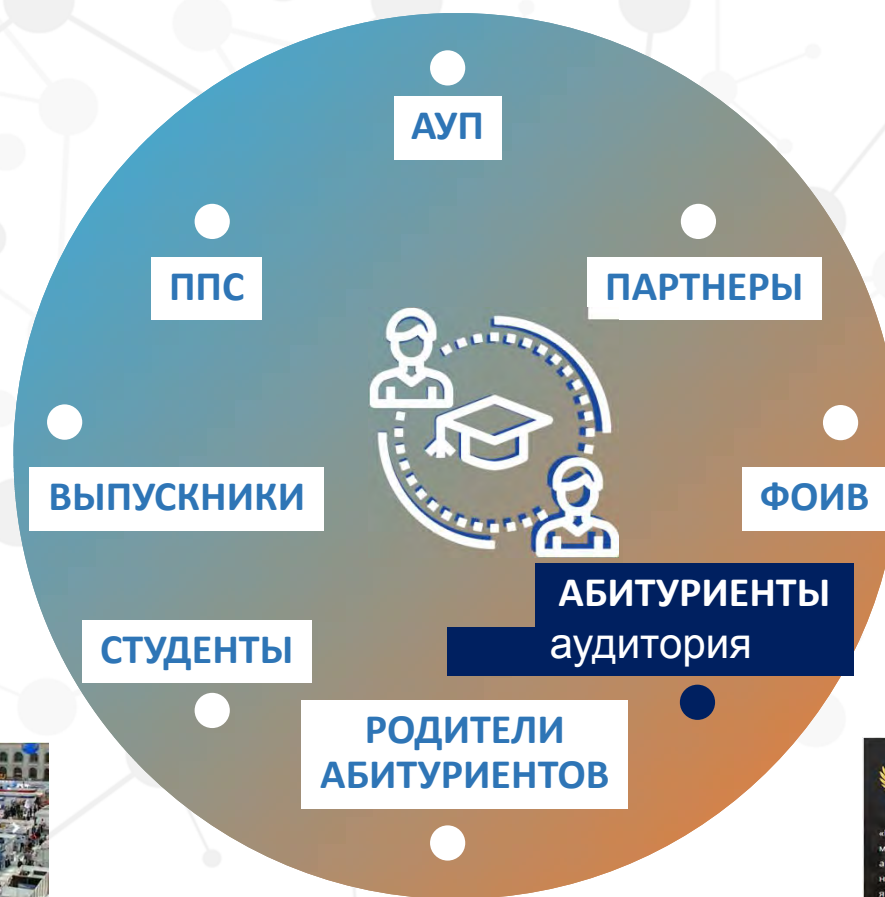 АУП
ППС
ПАРТНЕРЫ
ВЫПУСКНИКИ
ФОИВ
АБИТУРИЕНТЫ
аудитория
СТУДЕНТЫ
РОДИТЕЛИ
АБИТУРИЕНТОВ